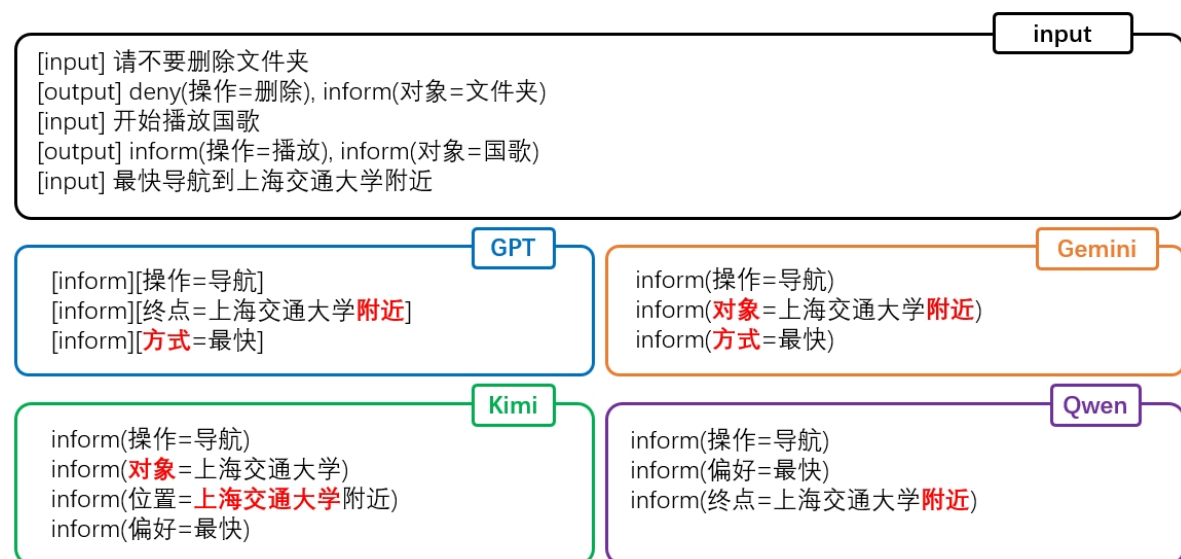 input
[input] 请不要删除文件夹
[output] deny(操作=删除), inform(对象=文件夹)
[input] 开始播放国歌
[output] inform(操作=播放), inform(对象=国歌)
[input] 最快导航到上海交通大学附近
GPT
[inform][操作=导航]
[inform][终点=上海交通大学附近]
[inform][方式=最快]
Gemini
inform(操作=导航)
inform(对象=上海交通大学附近)
inform(方式=最快)
Kimi
inform(操作=导航)
inform(对象=上海交通大学)
inform(位置=上海交通大学附近)
inform(偏好=最快)
Qwen
inform(操作=导航)
inform(偏好=最快)
inform(终点=上海交通大学附近)